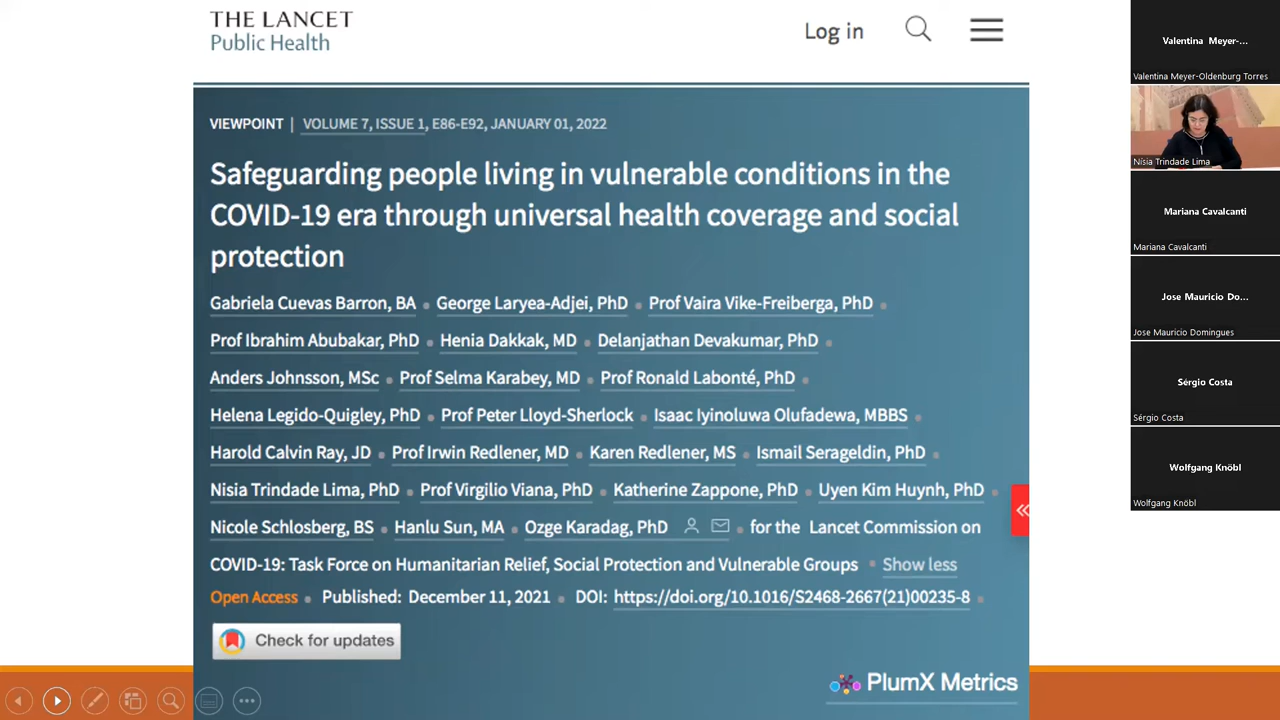 THE LANCET
Public Health
Log in
VIEWPOINT | VOLUME 7, ISSUE 1, E86-E92, JANUARY 01, 2022
Safeguarding people living in vulnerable conditions in the
COVID-19 era through universal health coverage and social
protection
Gabriela Cuevas Barron, BA • George Laryea-Adjei, PhD • Prof Vaira Vike-Freiberga, PhD •
Prof Ibrahim Abubakar, PhD • Henia Dakkak, MD • Delanjathan Devakumar, PhD •
Anders Johnsson, MSc • Prof Selma Karabey, MD • Prof Ronald Labonté, PhD •
Helena Legido-Quigley, PhD • Prof Peter Lloyd-Sherlock • Isaac Iyinoluwa Olufadewa, MBBS •
Harold Calvin Ray, JD • Prof Irwin Redlener, MD • Karen Redlener, MS • Ismail Serageldin, PhD •
Nisia Trindade Lima, PhD • Prof Virgilio Viana, PhD • Katherine Zappone, PhD • Uyen Kim Huynh, PhD •
Nicole Schlosberg, BS • Hanlu Sun, MA • Ozge Karadag, PhD • for the Lancet Commission on
COVID-19: Task Force on Humanitarian Relief, Social Protection and Vulnerable Groups • Show less
Open Access • Published: December 11, 2021 • DOI: https://doi.org/10.1016/S2468-2667(21)00235-8 •
Check for updates
PlumX Metrics
Valentina Meyer-...
Valentina Meyer-Oldenburg Torres
Nísia Trindade Lima
Mariana Cavalcanti
Mariana Cavalcanti
Jose Mauricio Do...
Jose Mauricio Domingues
Sérgio Costa
Sérgio Costa
Wolfgang Knöbl
Wolfgang Knöbl